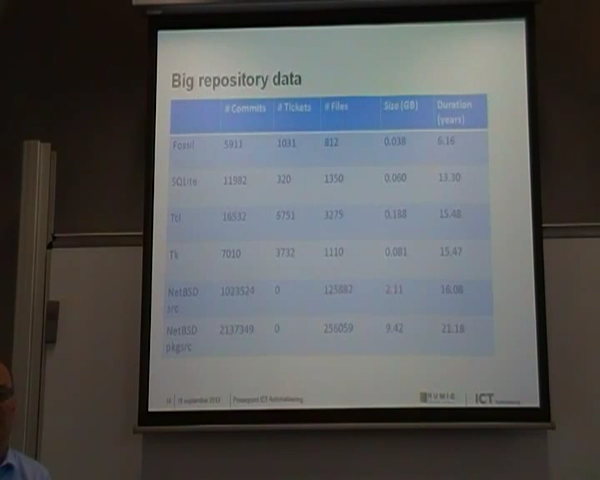 Big repository data
# Commits # Tickets # Files Size (GB) Duration (years)
Fossil 5911 1031 812 0.038 6.16
SQLite 11982 320 1350 0.060 13.30
Tcl 16532 6751 3275 0.188 15.48
Tk 7010 3732 1110 0.081 15.47
NetBSD src 1023524 0 125882 2.11 16.08
NetBSD pkgsrc 2137349 0 256059 9.42 21.18
ICT